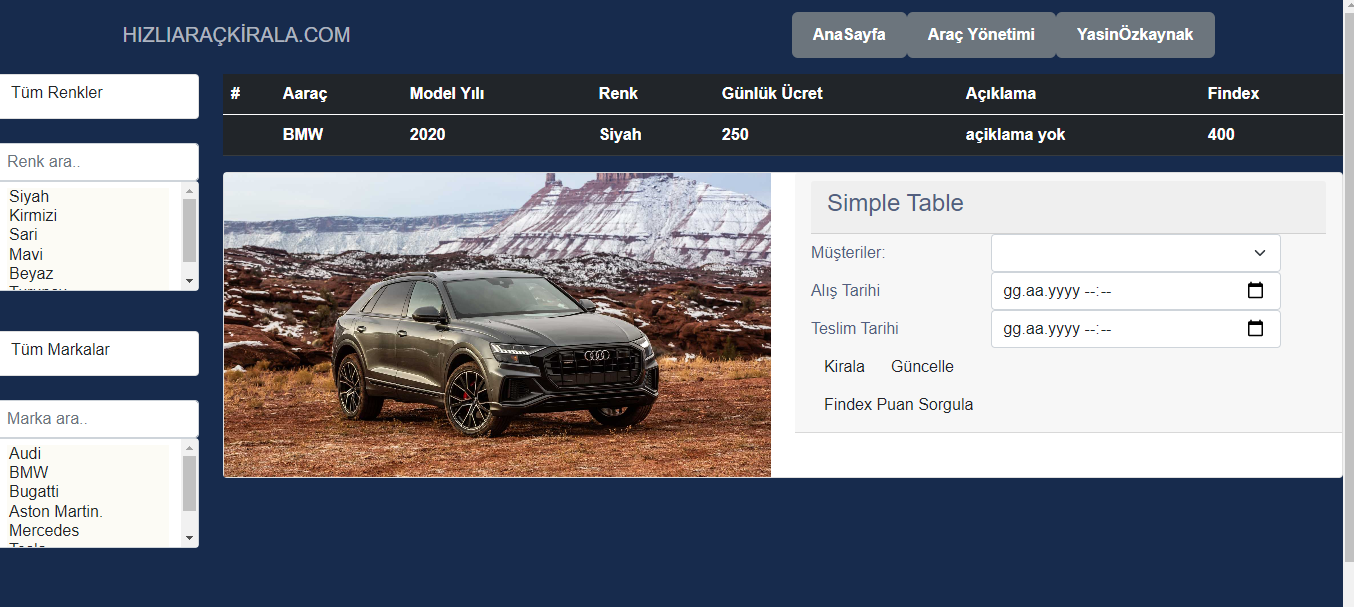 HIZLIARAÇKİRALA.COM
AnaSayfa Araç Yönetimi YasinÖzkaynak
Tüm Renkler
# Aaraç Model Yılı Renk Günlük Ücret Açıklama Findex
BMW 2020 Siyah 250 açiklama yok 400
Renk ara..
Siyah
Kirmizi
Sari
Mavi
Beyaz
Simple Table
Müşteriler:
Alış Tarihi gg.aa.yyyy --:--
Teslim Tarihi gg.aa.yyyy --:--
Kirala Güncelle
Findex Puan Sorgula
Tüm Markalar
Marka ara..
Audi
BMW
Bugatti
Aston Martin.
Mercedes